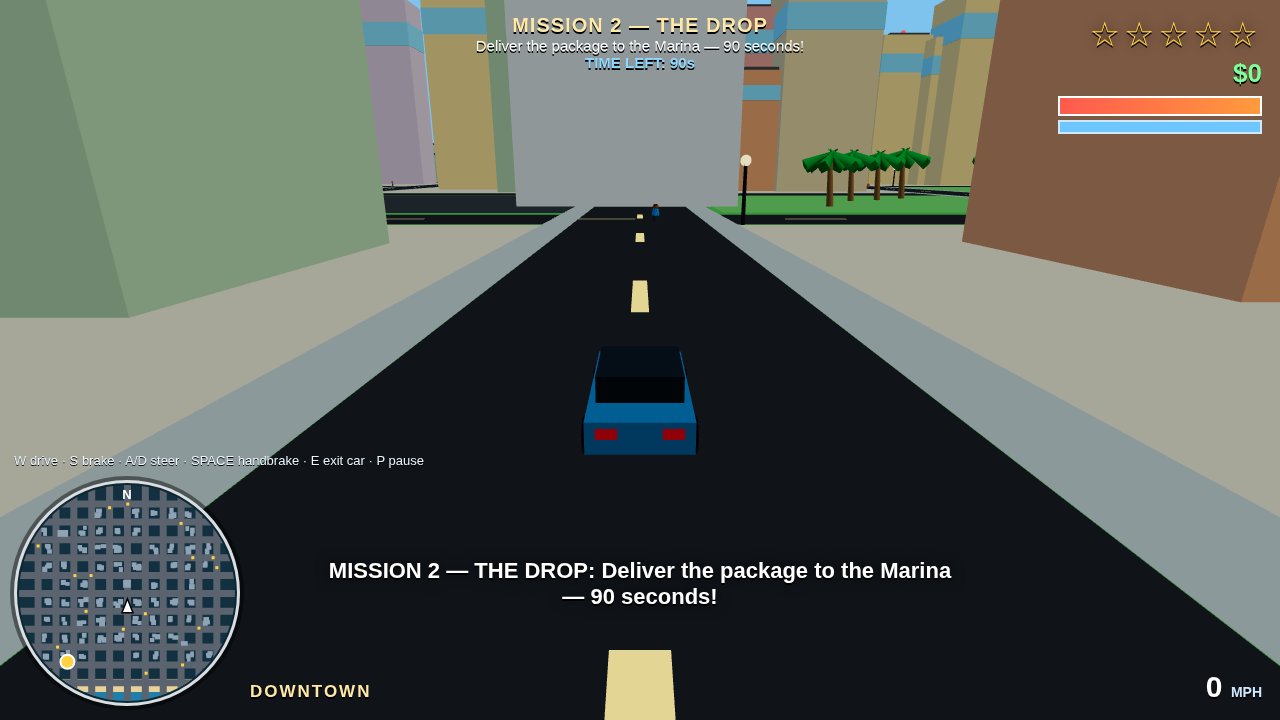 MISSION 2 — THE DROP
Deliver the package to the Marina — 90 seconds!
TIME LEFT: 90s
$0
W drive · S brake · A/D steer · SPACE handbrake · E exit car · P pause
N
MISSION 2 — THE DROP: Deliver the package to the Marina
— 90 seconds!
DOWNTOWN
0 MPH